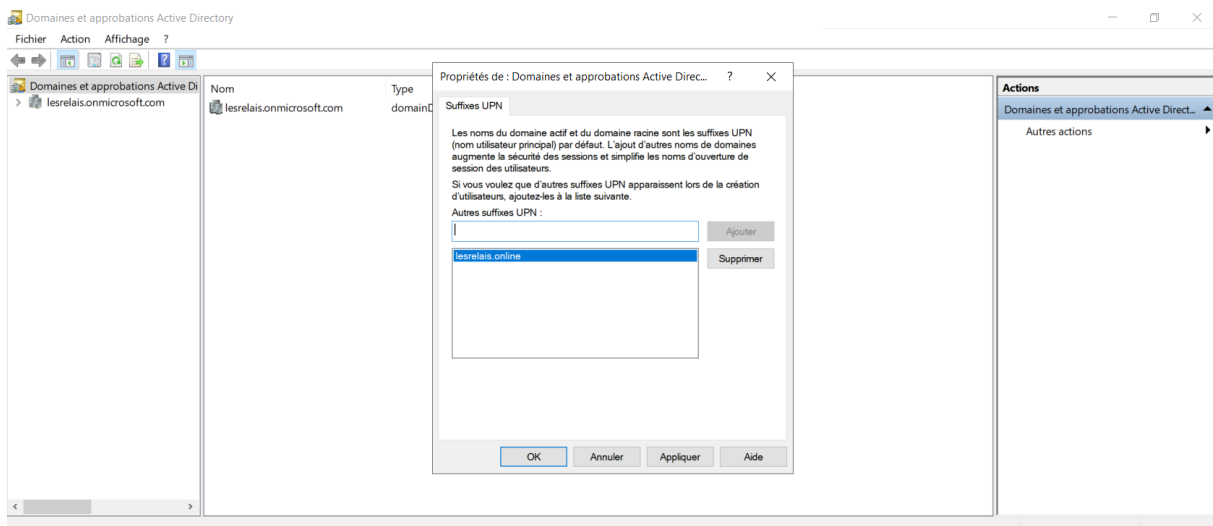 Domaines et approbations Active Directory
Fichier Action Affichage ?
Domaines et approbations Active Di
lesrelais.onmicrosoft.com
Nom Type
lesrelais.onmicrosoft.com domainD
Propriétés de : Domaines et approbations Active Direc... ? ×
Suffixes UPN
Les noms du domaine actif et du domaine racine sont les suffixes UPN
(nom utilisateur principal) par défaut. L'ajout d'autres noms de domaines
augmente la sécurité des sessions et simplifie les noms d'ouverture de
session des utilisateurs.
Si vous voulez que d'autres suffixes UPN apparaissent lors de la création
d'utilisateurs, ajoutez-les à la liste suivante.
Autres suffixes UPN :
Ajouter
lesrelais.online
Supprimer
OK Annuler Appliquer Aide
Actions
Domaines et approbations Active Direct...
Autres actions